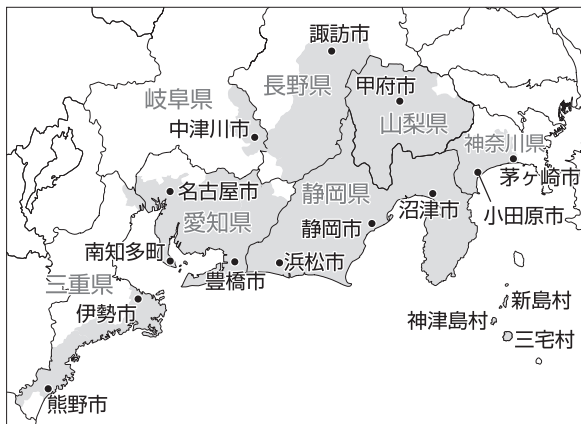 諏訪市
岐阜県
長野県
甲府市
山梨県
中津川市
神奈川県
茅ヶ崎市
名古屋市
愛知県
静岡県
静岡市
沼津市
小田原市
南知多町
豊橋市
浜松市
三重県
伊勢市
新島村
神津島村
三宅村
熊野市